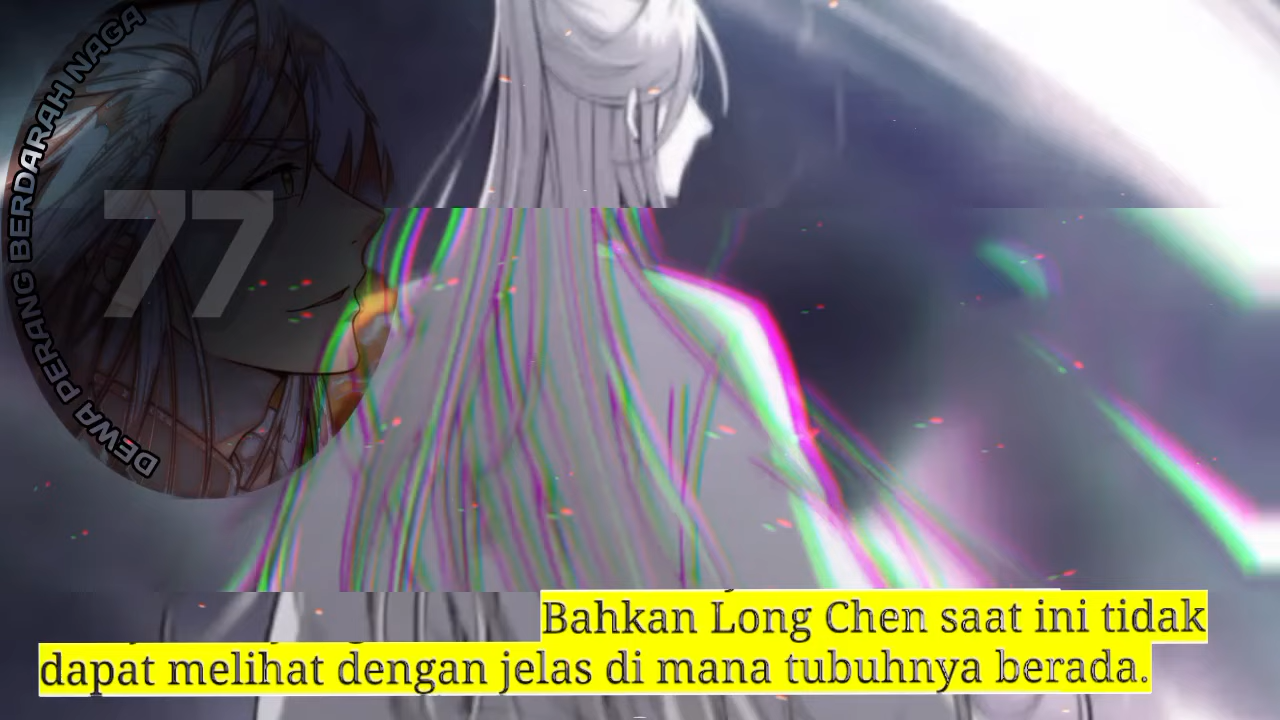 DEWA PERANG BERDARAH NAGA
77
Bahkan Long Chen saat ini tidak
dapat melihat dengan jelas di mana tubuhnya berada.